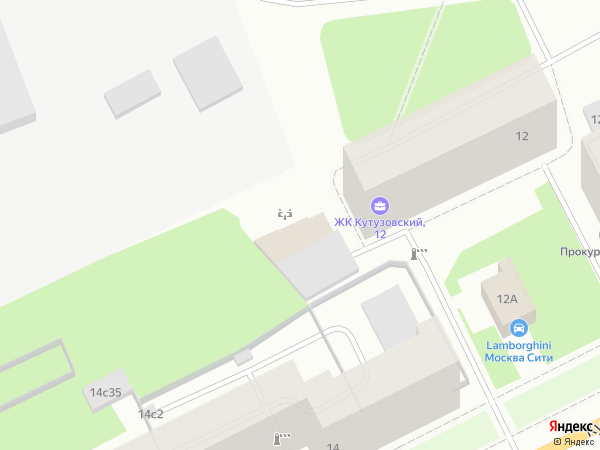 12
12
ЖК Кутузовский,
12
Прокур
12А
Lamborghini
Москва Сити
14с35
14с2
14
Яндекс
© Яндекс